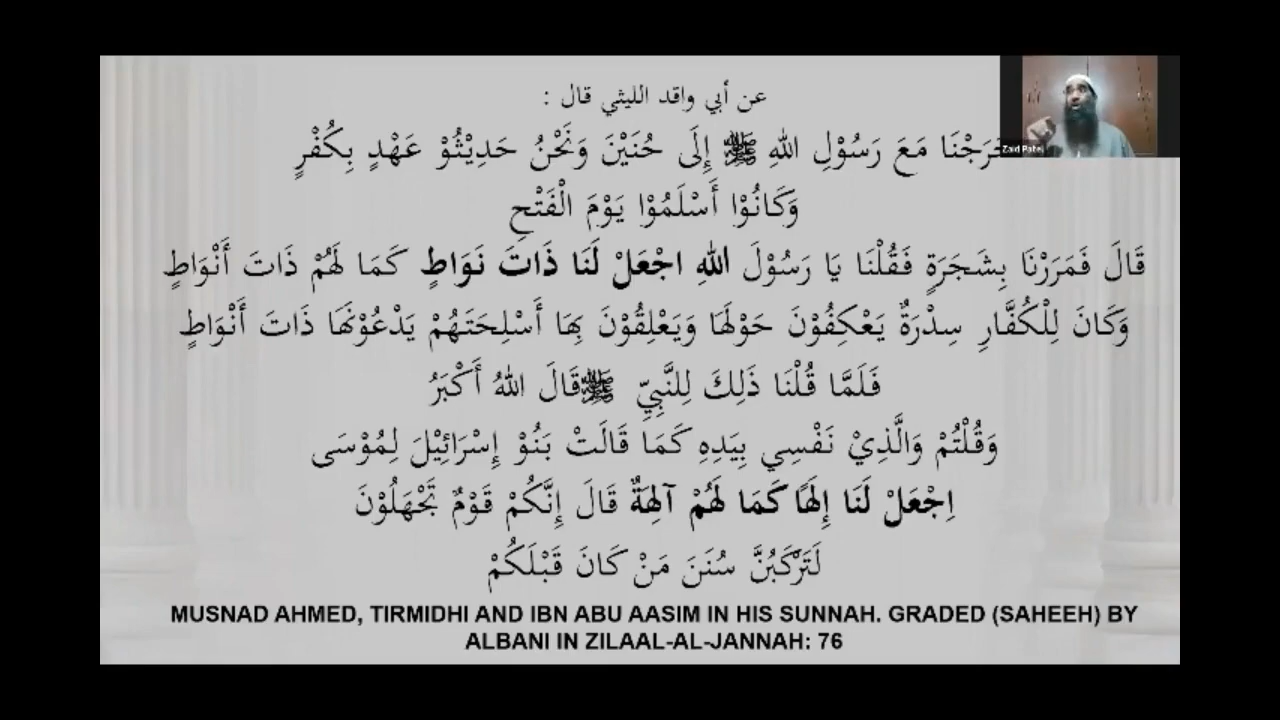 عن أبي واقد الليثي قال :
خَرَجْنَا مَعَ رَسُوْلِ اللهِ ﷺ إِلَى حُنَيْنَ وَنَحْنُ حَدِيْثُوْ عَهْدٍ بِكُفْرٍ
Zaid Patel
وَكَانُوْا أَسْلَمُوْا يَوْمَ الْفَتْحِ
قَالَ فَمَرَرْنَا بِشَجَرَةٍ فَقُلْنَا يَا رَسُوْلَ اللهِ اجْعَلْ لَنَا ذَاتَ نَوَاطٍ كَمَا لَهُمْ ذَاتَ أَنْوَاطٍ
وَكَانَ لِلْكُفَّارِ سِدْرَةٌ يَعْكِفُوْنَ حَوْلَهَا وَيَعْلِقُوْنَ بِهَا أَسْلِحَتَهُمْ يَدْعُوْنَهَا ذَاتَ أَنْوَاطٍ
فَلَمَّا قُلْنَا ذَلِكَ لِلنَّبِيِّ ﷺ قَالَ اللهُ أَكْبَرُ
وَقُلْتُمْ وَالَّذِيْ نَفْسِي بِيَدِهِ كَمَا قَالَتْ بَنُوْ إِسْرَائِيْلَ لِمُوْسَى
اِجْعَلْ لَنَا إِلَهًا كَمَا لَهُمْ آلِهَةٌ قَالَ إِنَّكُمْ قَوْمٌ تَجْهَلُوْنَ
لَتَرْكَبُنَّ سُنَنَ مَنْ كَانَ قَبْلَكُمْ
MUSNAD AHMED, TIRMIDHI AND IBN ABU AASIM IN HIS SUNNAH. GRADED (SAHEEH) BY
ALBANI IN ZILAAL-AL-JANNAH: 76